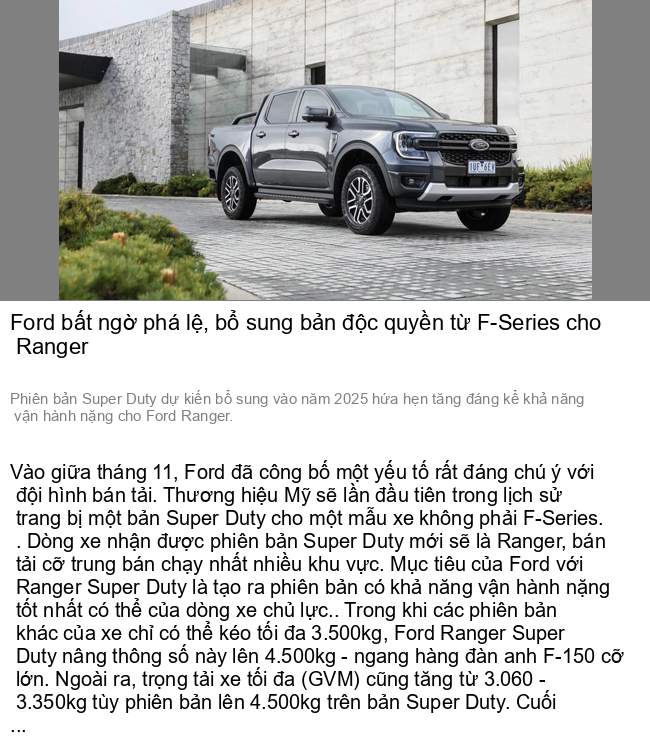 Ford bất ngờ phá lệ, bổ sung bản độc quyền từ F-Series cho
Ranger
Phiên bản Super Duty dự kiến bổ sung vào năm 2025 hứa hẹn tăng đáng kể khả năng
vận hành nặng cho Ford Ranger.
Vào giữa tháng 11, Ford đã công bố một yếu tố rất đáng chú ý với
đội hình bán tải. Thương hiệu Mỹ sẽ lần đầu tiên trong lịch sử
trang bị một bản Super Duty cho một mẫu xe không phải F-Series.
. Dòng xe nhận được phiên bản Super Duty mới sẽ là Ranger, bán
tải cỡ trung bán chạy nhất nhiều khu vực. Mục tiêu của Ford với
Ranger Super Duty là tạo ra phiên bản có khả năng vận hành nặng
tốt nhất có thể của dòng xe chủ lực.. Trong khi các phiên bản
khác của xe chỉ có thể kéo tối đa 3.500kg, Ford Ranger Super
Duty nâng thông số này lên 4.500kg - ngang hàng đàn anh F-150 cỡ
lớn. Ngoài ra, trọng tải xe tối đa (GVM) cũng tăng từ 3.060 -
3.350kg tùy phiên bản lên 4.500kg trên bản Super Duty. Cuối
...